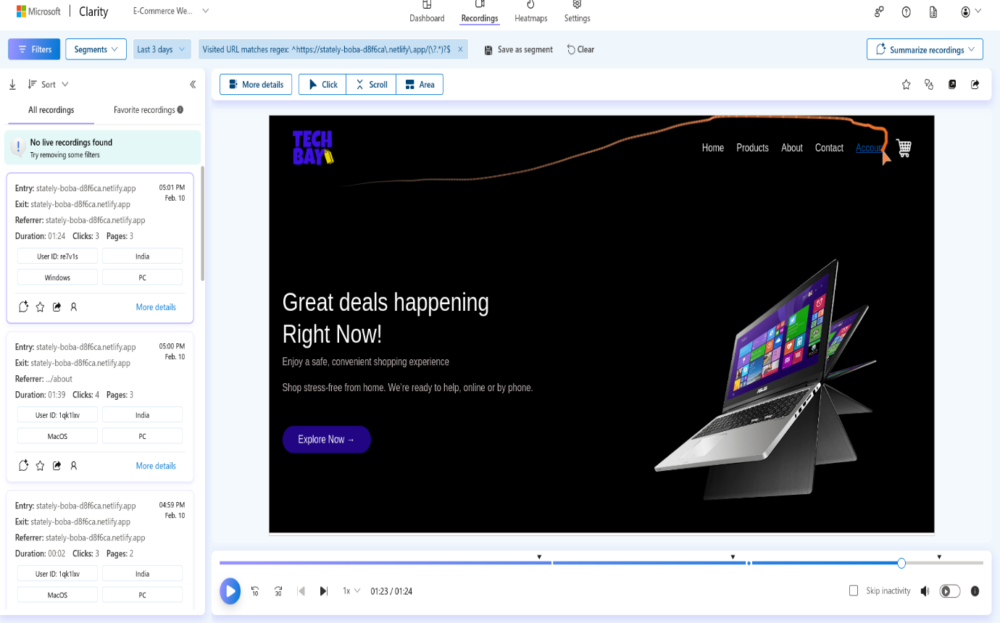 Microsoft | Clarity E-Commerce We...
Dashboard Recordings Heatmaps Settings
Filters Segments Last 3 days Visited URL matches regex: ^https://stately-boba-d8f6ca\.netlify\.app/(\?.*)?$ × Save as segment Clear Summarize recordings
Sort
All recordings Favorite recordings
No live recordings found
Try removing some filters
Entry: stately-boba-d8f6ca.netlify.app 05:01 PM
Feb. 10
Exit: stately-boba-d8f6ca.netlify.app
Referrer: stately-boba-d8f6ca.netlify.app
Duration: 01:24 Clicks: 3 Pages: 3
User ID: re7v1s India
Windows PC
More details
Entry: stately-boba-d8f6ca.netlify.app 05:00 PM
Feb. 10
Exit: stately-boba-d8f6ca.netlify.app
Referrer: .../about
Duration: 01:39 Clicks: 4 Pages: 3
User ID: 1qk1lxv India
MacOS PC
More details
Entry: stately-boba-d8f6ca.netlify.app 04:59 PM
Feb. 10
Exit: stately-boba-d8f6ca.netlify.app
Referrer: stately-boba-d8f6ca.netlify.app
Duration: 00:02 Clicks: 3 Pages: 2
User ID: 1qk1lxv India
MacOS PC
More details Click Scroll Area
TECH
BAY
Home Products About Contact Account
Great deals happening
Right Now!
Enjoy a safe, convenient shopping experience
Shop stress-free from home. We're ready to help, online or by phone.
Explore Now →
ASUS
10 30 1x 01:23 / 01:24 Skip inactivity